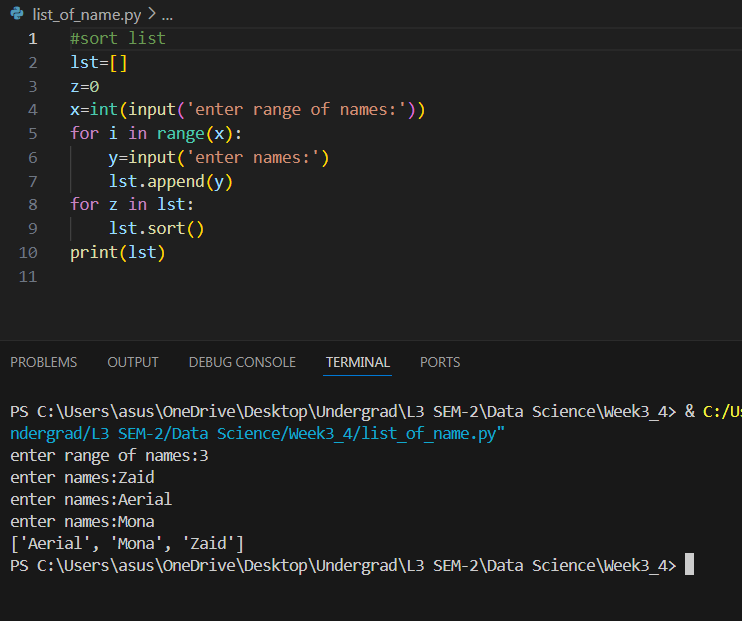 list_of_name.py > ...
1 #sort list
2 lst=[]
3 z=0
4 x=int(input('enter range of names:'))
5 for i in range(x):
6     y=input('enter names:')
7     lst.append(y)
8 for z in lst:
9     lst.sort()
10 print(lst)
11
PROBLEMS OUTPUT DEBUG CONSOLE TERMINAL PORTS
PS C:\Users\asus\OneDrive\Desktop\Undergrad\L3 SEM-2\Data Science\Week3_4> & C:/Us
ndergrad/L3 SEM-2/Data Science/Week3_4/list_of_name.py"
enter range of names:3
enter names:Zaid
enter names:Aerial
enter names:Mona
['Aerial', 'Mona', 'Zaid']
PS C:\Users\asus\OneDrive\Desktop\Undergrad\L3 SEM-2\Data Science\Week3_4>